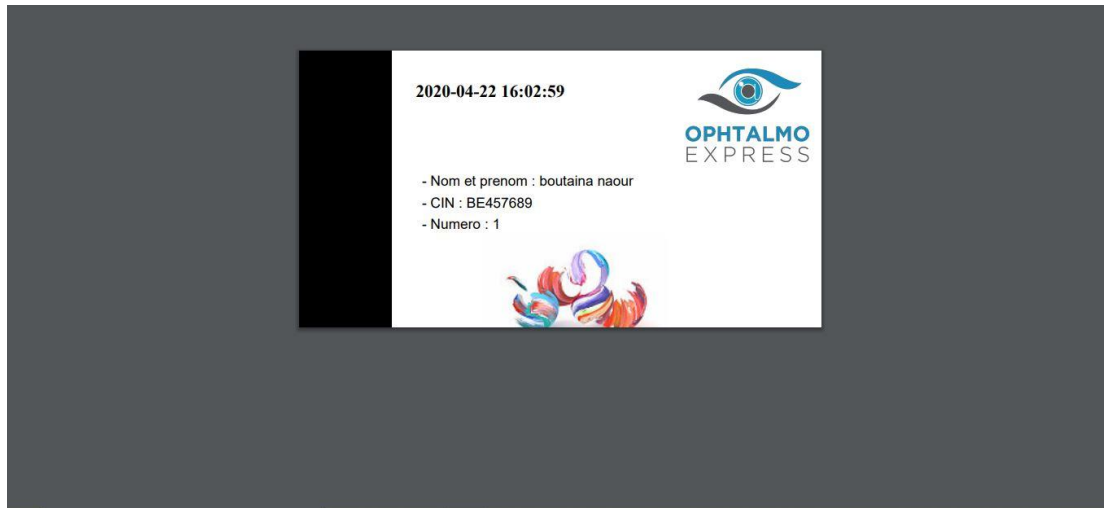 2020-04-22 16:02:59
OPHTALMO
EXPRESS
- Nom et prenom : boutaina naour
- CIN : BE457689
- Numero : 1